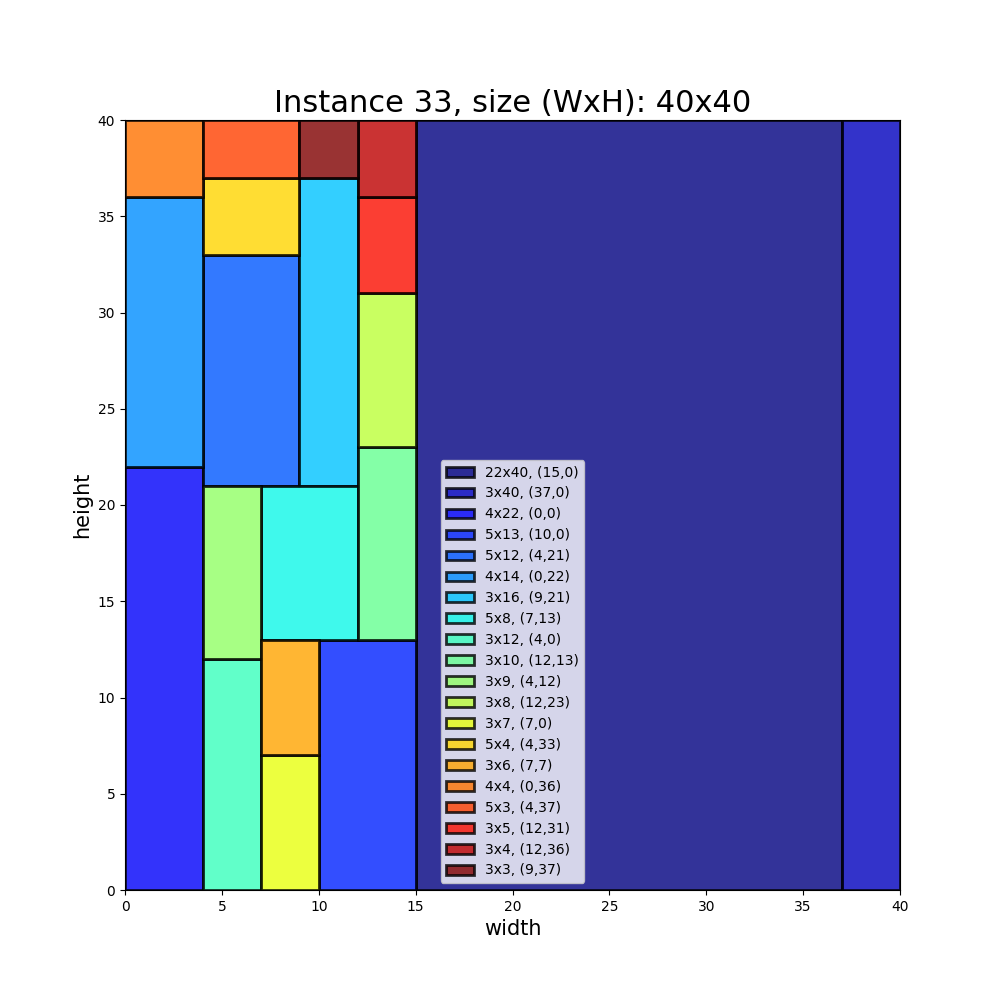 Instance 33, size (WxH): 40x40
40
35
30
25
20
15
10
5
0
height
22x40, (15,0)
3x40, (37,0)
4x22, (0,0)
5x13, (10,0)
5x12, (4,21)
4x14, (0,22)
3x16, (9,21)
5x8, (7,13)
3x12, (4,0)
3x10, (12,13)
3x9, (4,12)
3x8, (12,23)
3x7, (7,0)
5x4, (4,33)
3x6, (7,7)
4x4, (0,36)
5x3, (4,37)
3x5, (12,31)
3x4, (12,36)
3x3, (9,37)
0 5 10 15 20 25 30 35 40
width